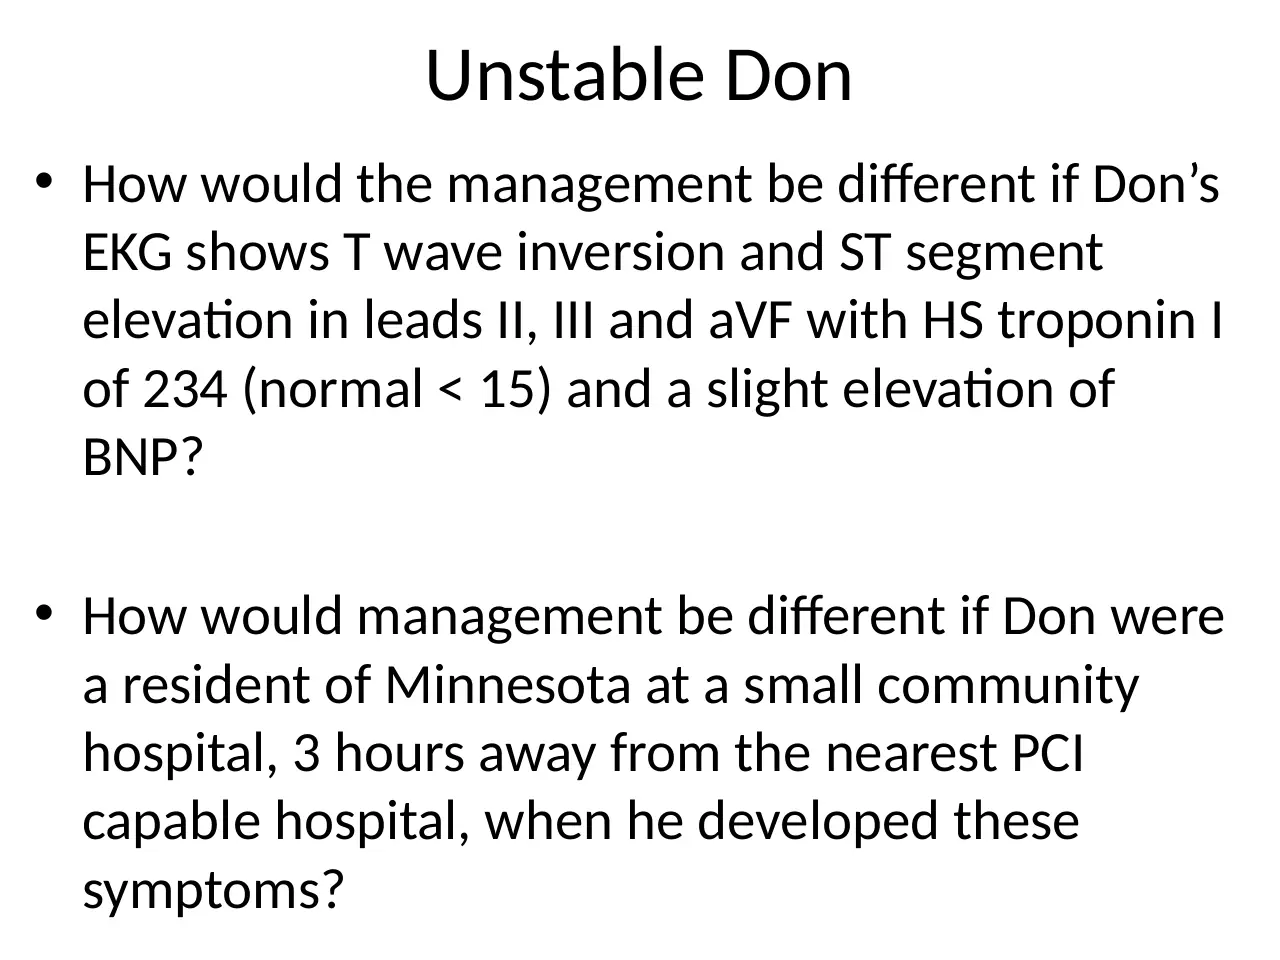 Unstable Don
• How would the management be different if Don’s
EKG shows T wave inversion and ST segment
elevation in leads II, III and aVF with HS troponin I
of 234 (normal < 15) and a slight elevation of
BNP?
• How would management be different if Don were
a resident of Minnesota at a small community
hospital, 3 hours away from the nearest PCI
capable hospital, when he developed these
symptoms?